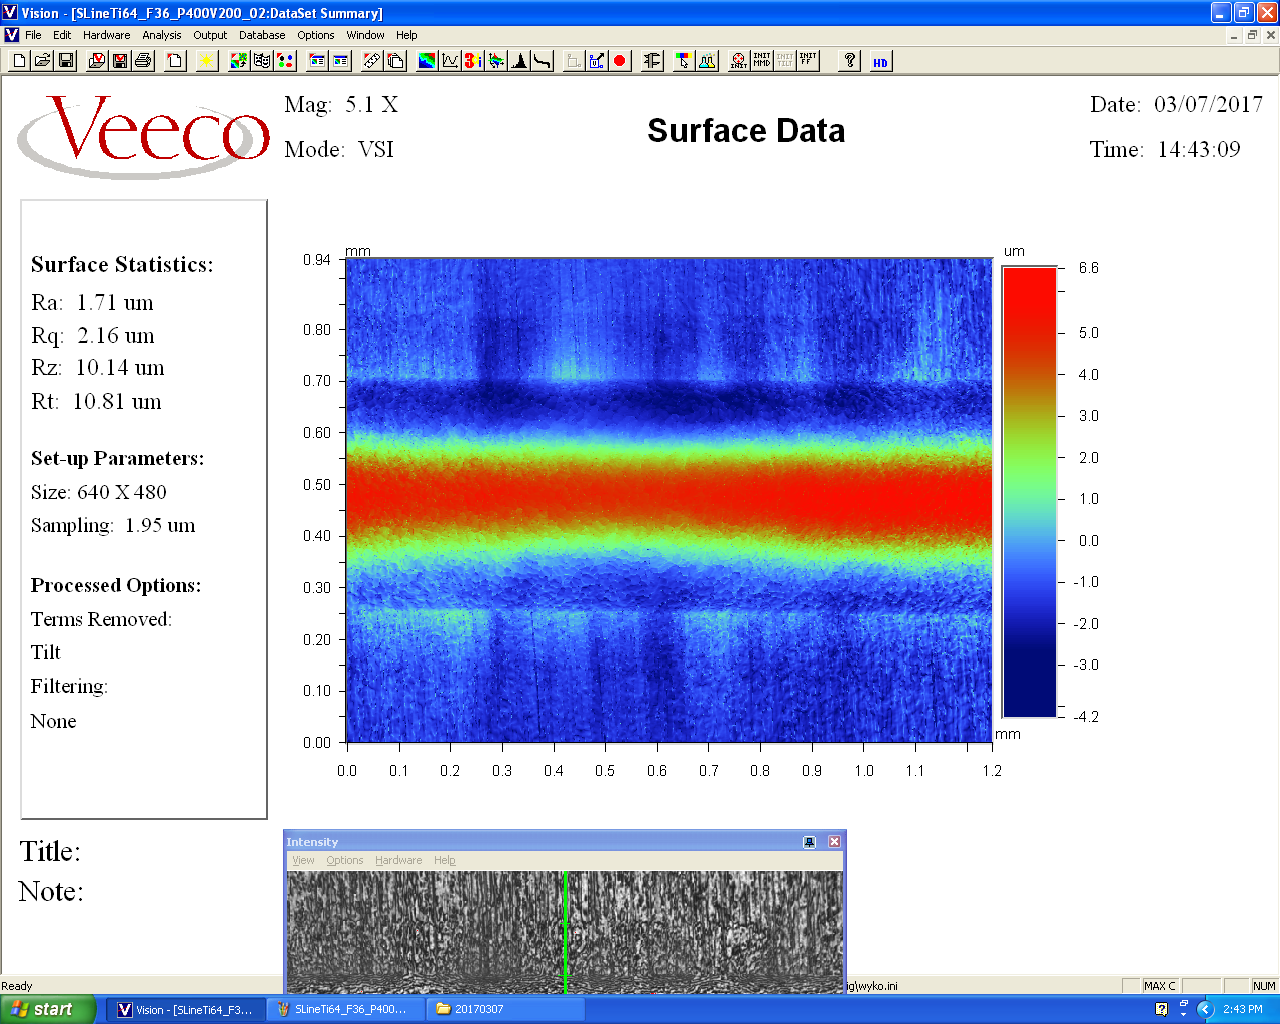 Vision - [SLineTi64_F36_P400V200_02:DataSet Summary]
File Edit Hardware Analysis Output Database Options Window Help
INIT INIT MMD INIT TILT INIT FF ? HD
Veeco
Mag: 5.1 X
Mode: VSI
Surface Data
Date: 03/07/2017
Time: 14:43:09
Surface Statistics:
Ra: 1.71 um
Rq: 2.16 um
Rz: 10.14 um
Rt: 10.81 um
Set-up Parameters:
Size: 640 X 480
Sampling: 1.95 um
Processed Options:
Terms Removed:
Tilt
Filtering:
None
mm
0.94
0.80
0.70
0.60
0.50
0.40
0.30
0.20
0.10
0.00
0.0 0.1 0.2 0.3 0.4 0.5 0.6 0.7 0.8 0.9 1.0 1.1 1.2
um
6.6
5.0
4.0
3.0
2.0
1.0
0.0
-1.0
-2.0
-3.0
-4.2
mm
Title:
Note:
Intensity
View Options Hardware Help
Ready
ig\wyko.ini
MAX C
NUM
start
Vision - [SLineTi64_F3...
SLineTi64_F36_P400...
20170307
2:43 PM